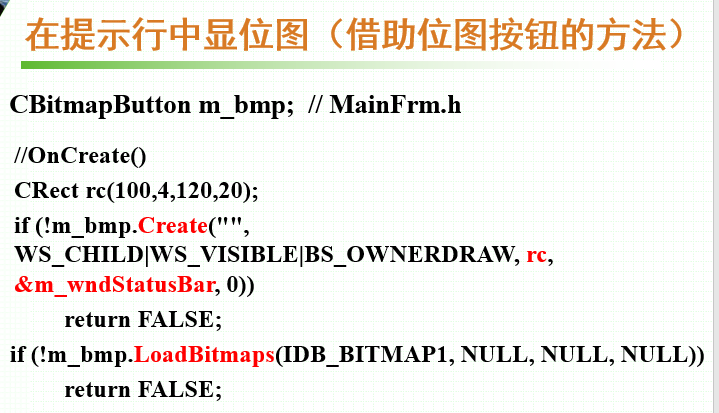 在提示行中显位图（借助位图按钮的方法）
CBitmapButton m_bmp;  // MainFrm.h
//OnCreate()
CRect rc(100,4,120,20);
if (!m_bmp.Create("",
WS_CHILD|WS_VISIBLE|BS_OWNERDRAW, rc,
&m_wndStatusBar, 0))
return FALSE;
if (!m_bmp.LoadBitmaps(IDB_BITMAP1, NULL, NULL, NULL))
return FALSE;